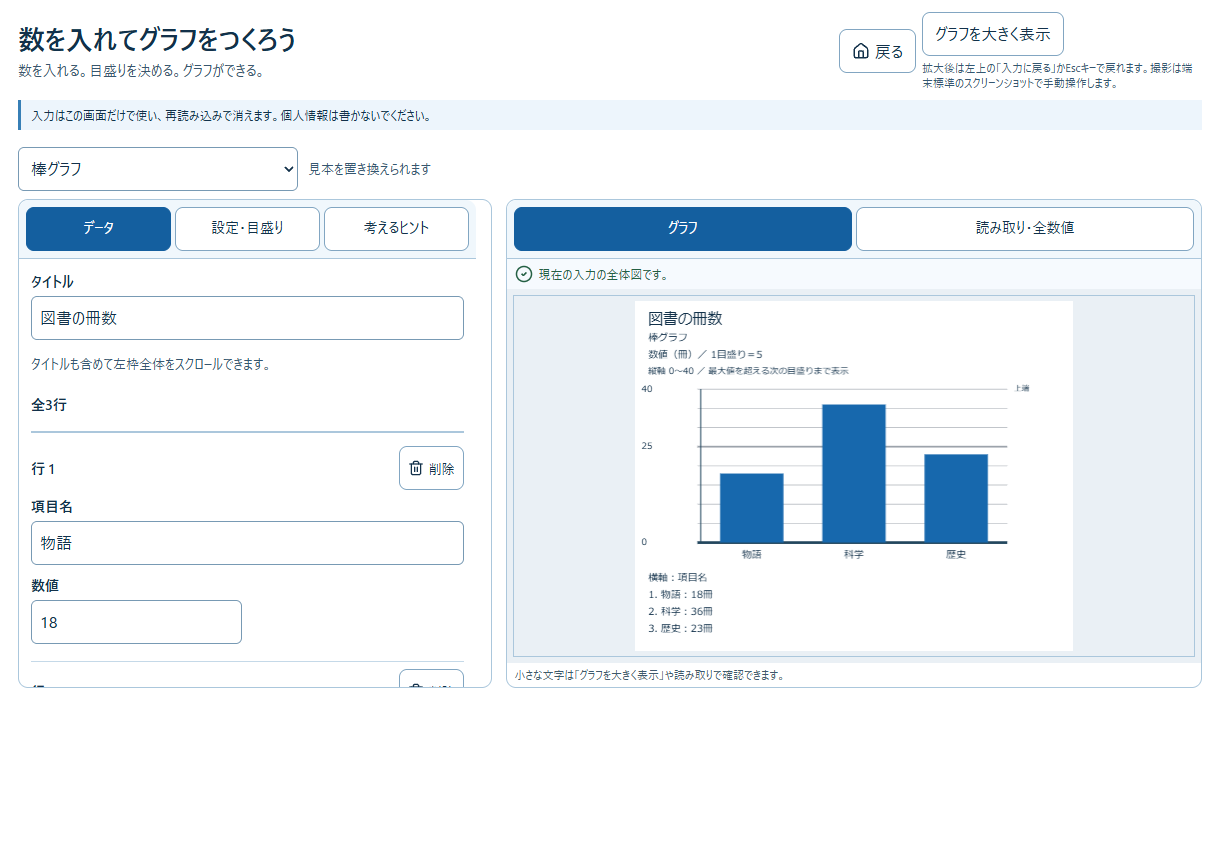 数を入れてグラフをつくろう
数を入れる。目盛りを決める。グラフができる。
戻る
グラフを大きく表示
拡大後は左上の「入力に戻る」かEscキーで戻れます。撮影は端
末標準のスクリーンショットで手動操作します。
入力はこの画面だけで使い、再読み込みで消えます。個人情報は書かないでください。
棒グラフ
見本を置き換えられます
データ
設定・目盛り
考えるヒント
タイトル
図書の冊数
タイトルも含めて左枠全体をスクロールできます。
全3行
行 1
削除
項目名
物語
数値
18
グラフ
読み取り・全数値
現在の入力の全体図です。
図書の冊数
棒グラフ
数値（冊）／ 1目盛り＝5
縦軸 0〜40 ／ 最大値を超える次の目盛りまで表示
40
上端
25
0
物語
科学
歴史
横軸：項目名
1. 物語：18冊
2. 科学：36冊
3. 歴史：23冊
小さな文字は「グラフを大きく表示」や読み取りで確認できます。